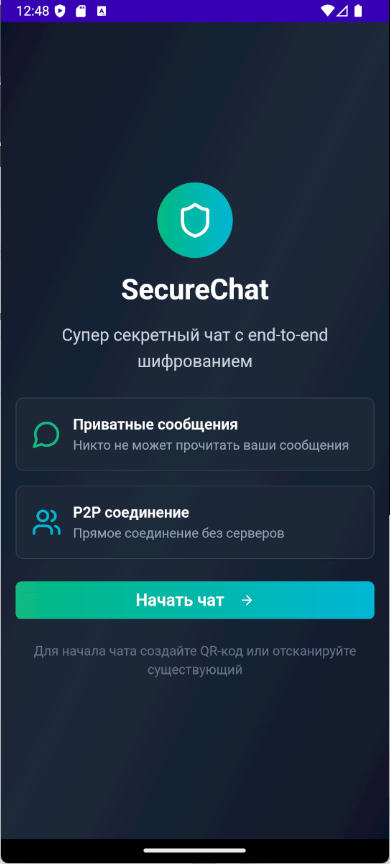 12:48
SecureChat
Супер секретный чат с end-to-end
шифрованием
Приватные сообщения
Никто не может прочитать ваши сообщения
P2P соединение
Прямое соединение без серверов
Начать чат →
Для начала чата создайте QR-код или отсканируйте
существующий